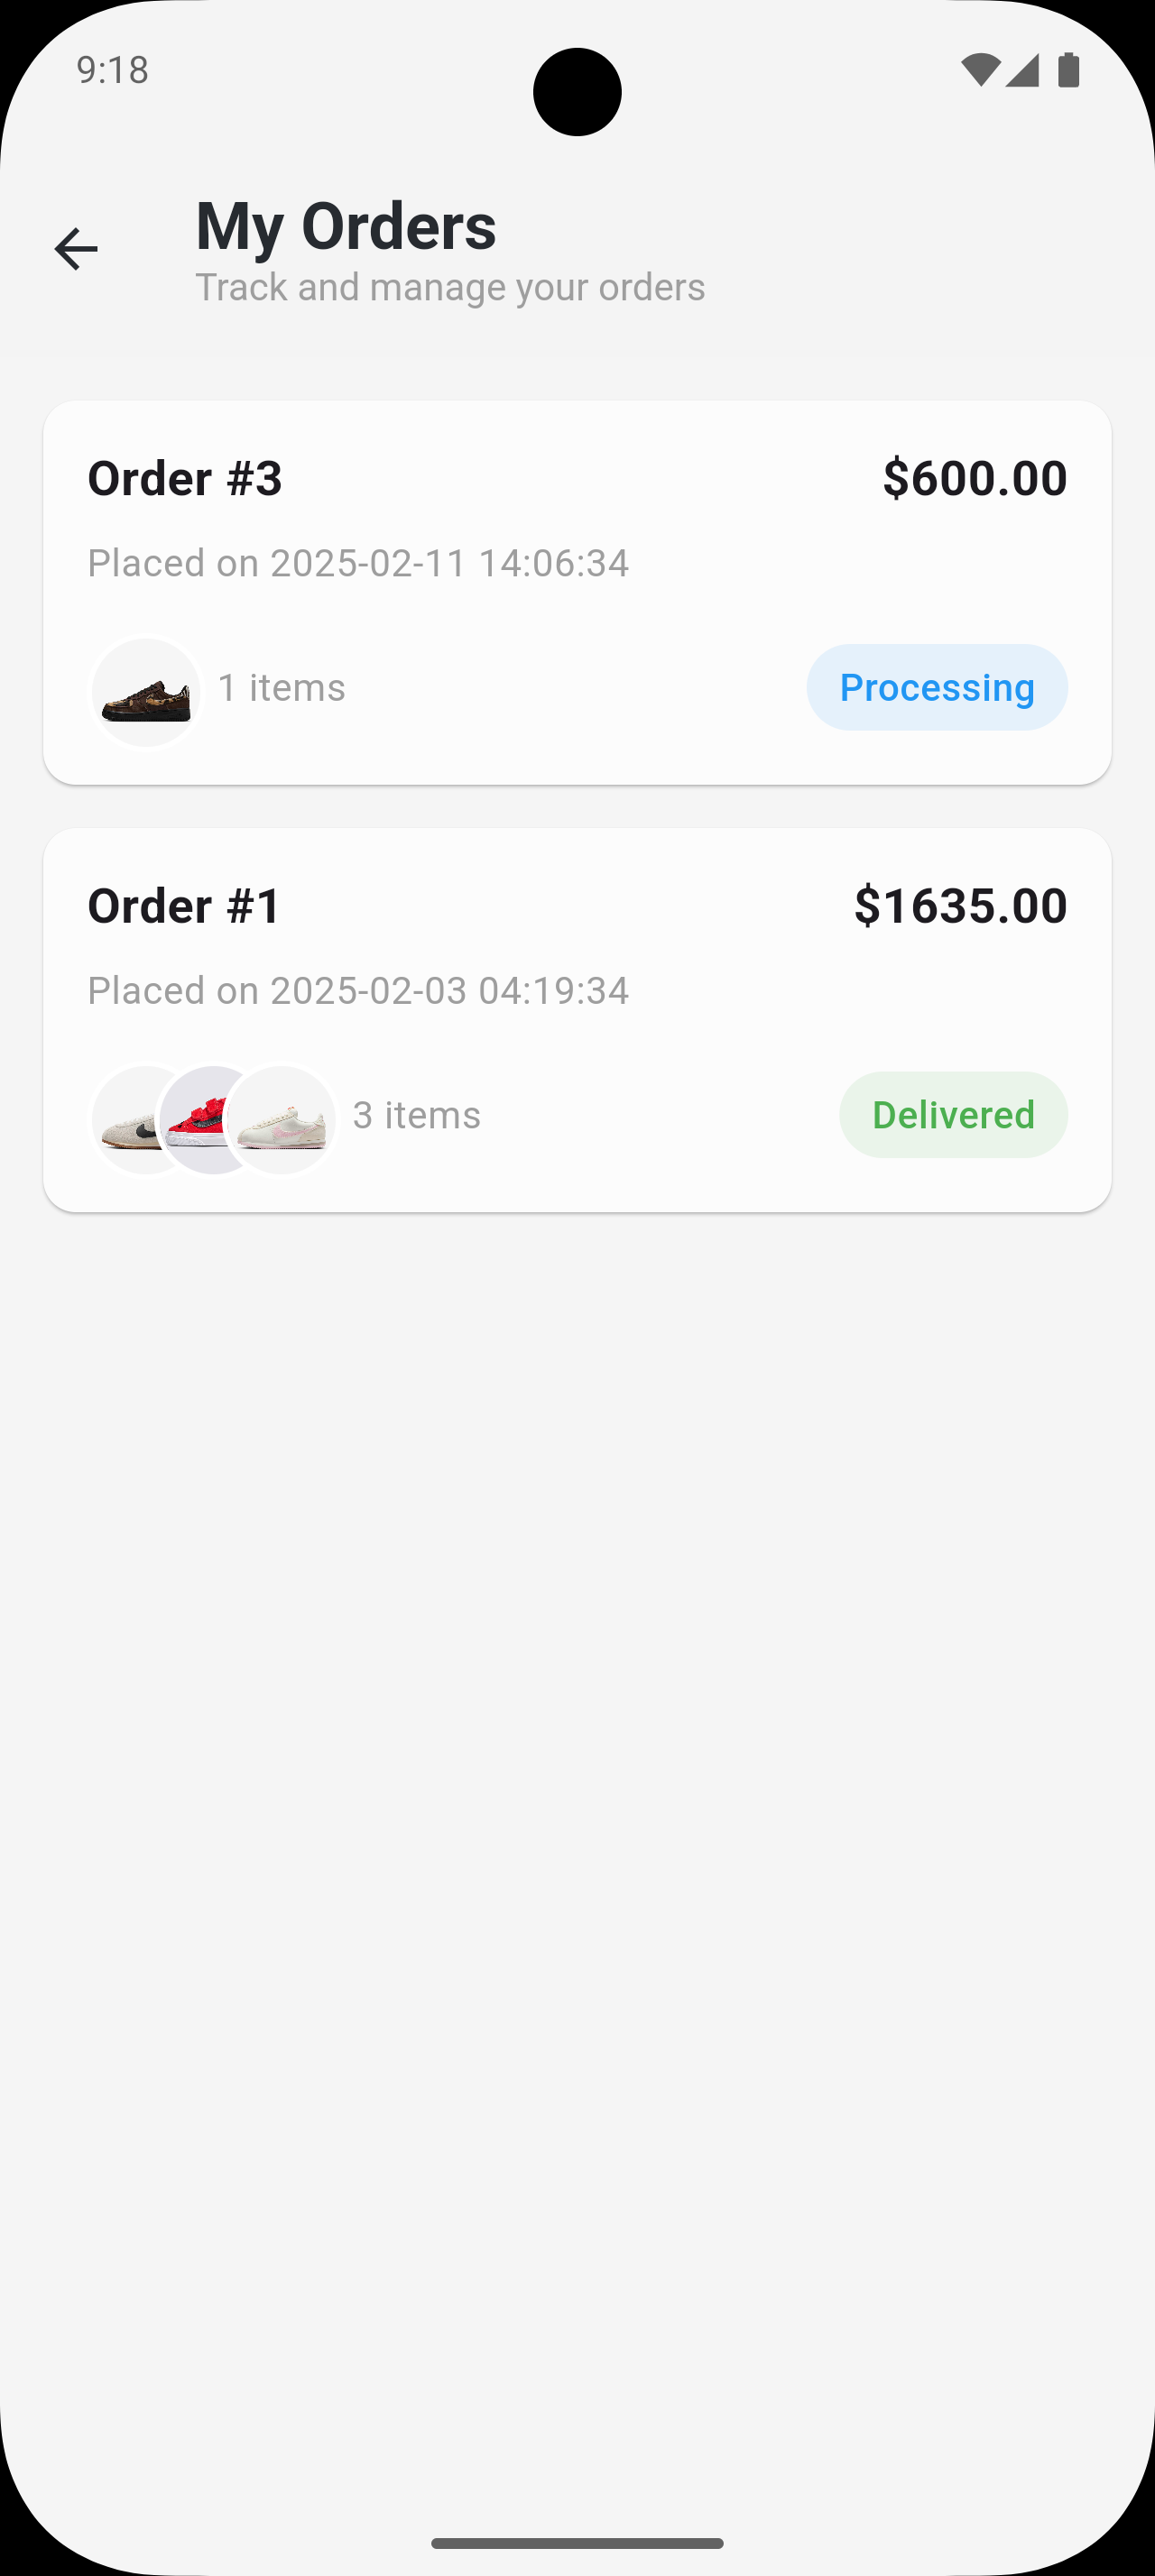 9:18
My Orders
Track and manage your orders
Order #3 $600.00
Placed on 2025-02-11 14:06:34
1 items Processing
Order #1 $1635.00
Placed on 2025-02-03 04:19:34
3 items Delivered